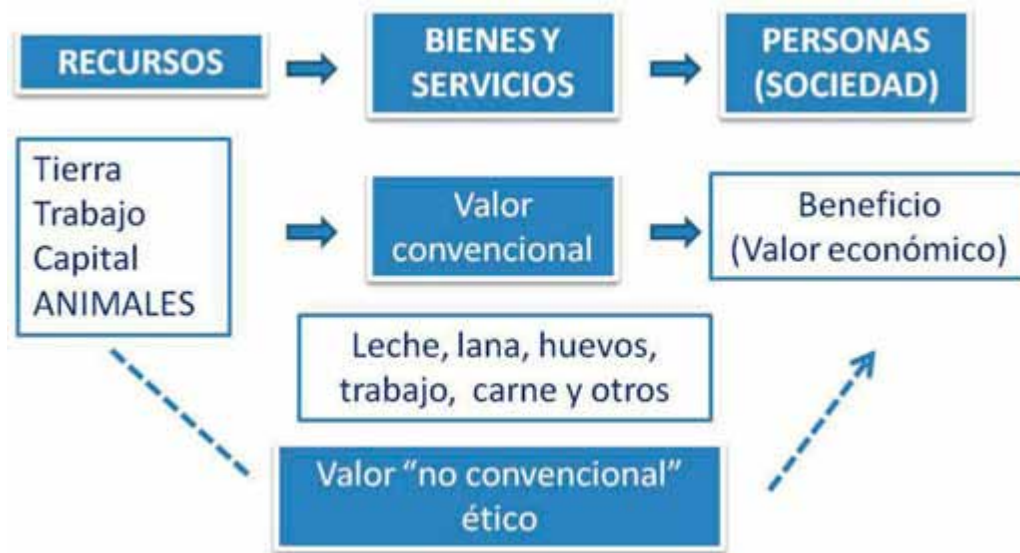 RECURSOS
BIENES Y
SERVICIOS
PERSONAS
(SOCIEDAD)
Tierra
Trabajo
Capital
ANIMALES
Valor
convencional
Beneficio
(Valor económico)
Leche, lana, huevos,
trabajo, carne y otros
Valor “no convencional”
ético